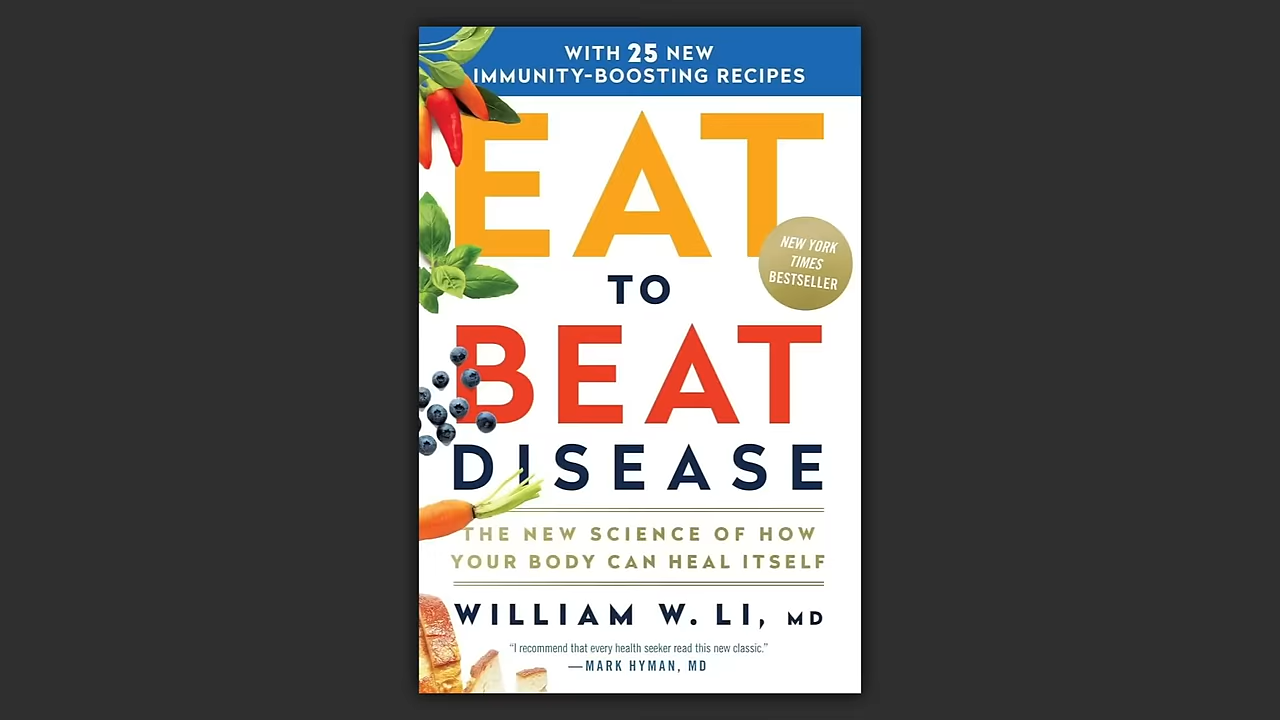 WITH 25 NEW
IMMUNITY-BOOSTING RECIPES
EAT
NEW YORK
TIMES
BESTSELLER
TO
BEAT
DISEASE
THE NEW SCIENCE OF HOW
YOUR BODY CAN HEAL ITSELF
WILLIAM W. LI, MD
"I recommend that every health seeker read this new classic."
—MARK HYMAN, MD